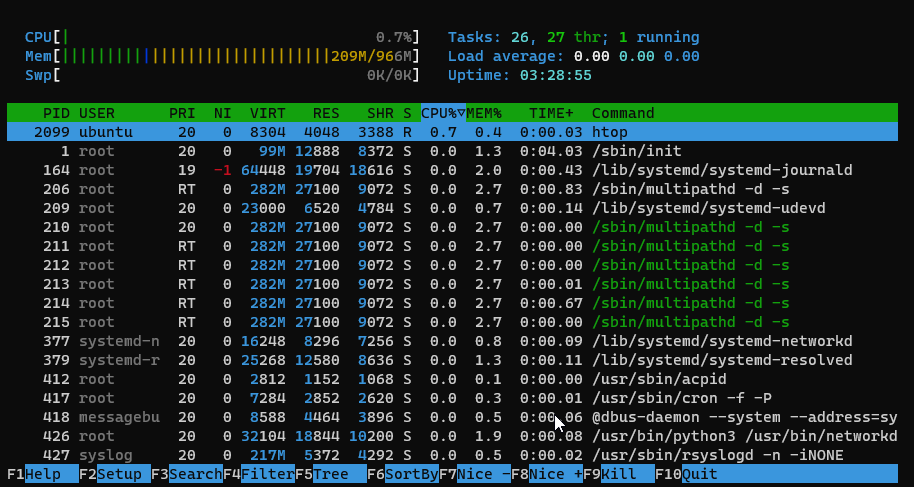 CPU[| 0.7%] Tasks: 26, 27 thr; 1 running
Mem[||||||||||||||||||||||||||||||209M/966M] Load average: 0.00 0.00 0.00
Swp[ 0K/0K] Uptime: 03:28:55
PID USER PRI NI VIRT RES SHR S CPU%▽MEM% TIME+ Command
2099 ubuntu 20 0 8304 4048 3388 R 0.7 0.4 0:00.03 htop
1 root 20 0 99M 12888 8372 S 0.0 1.3 0:04.03 /sbin/init
164 root 19 -1 64448 19704 18616 S 0.0 2.0 0:00.43 /lib/systemd/systemd-journald
206 root RT 0 282M 27100 9072 S 0.0 2.7 0:00.83 /sbin/multipathd -d -s
209 root 20 0 23000 6520 4784 S 0.0 0.7 0:00.14 /lib/systemd/systemd-udevd
210 root 20 0 282M 27100 9072 S 0.0 2.7 0:00.00 /sbin/multipathd -d -s
211 root RT 0 282M 27100 9072 S 0.0 2.7 0:00.00 /sbin/multipathd -d -s
212 root RT 0 282M 27100 9072 S 0.0 2.7 0:00.00 /sbin/multipathd -d -s
213 root RT 0 282M 27100 9072 S 0.0 2.7 0:00.01 /sbin/multipathd -d -s
214 root RT 0 282M 27100 9072 S 0.0 2.7 0:00.67 /sbin/multipathd -d -s
215 root RT 0 282M 27100 9072 S 0.0 2.7 0:00.00 /sbin/multipathd -d -s
377 systemd-n 20 0 16248 8296 7256 S 0.0 0.8 0:00.09 /lib/systemd/systemd-networkd
379 systemd-r 20 0 25268 12580 8636 S 0.0 1.3 0:00.11 /lib/systemd/systemd-resolved
412 root 20 0 2812 1152 1068 S 0.0 0.1 0:00.00 /usr/sbin/acpid
417 root 20 0 7284 2852 2620 S 0.0 0.3 0:00.01 /usr/sbin/cron -f -P
418 messagebu 20 0 8588 4464 3896 S 0.0 0.5 0:00.06 @dbus-daemon --system --address=sy
426 root 20 0 32104 18844 10200 S 0.0 1.9 0:00.08 /usr/bin/python3 /usr/bin/networkd
427 syslog 20 0 217M 5372 4292 S 0.0 0.5 0:00.02 /usr/sbin/rsyslogd -n -iNONE
F1Help F2Setup F3SearchF4FilterF5Tree F6SortByF7Nice -F8Nice +F9Kill F10Quit